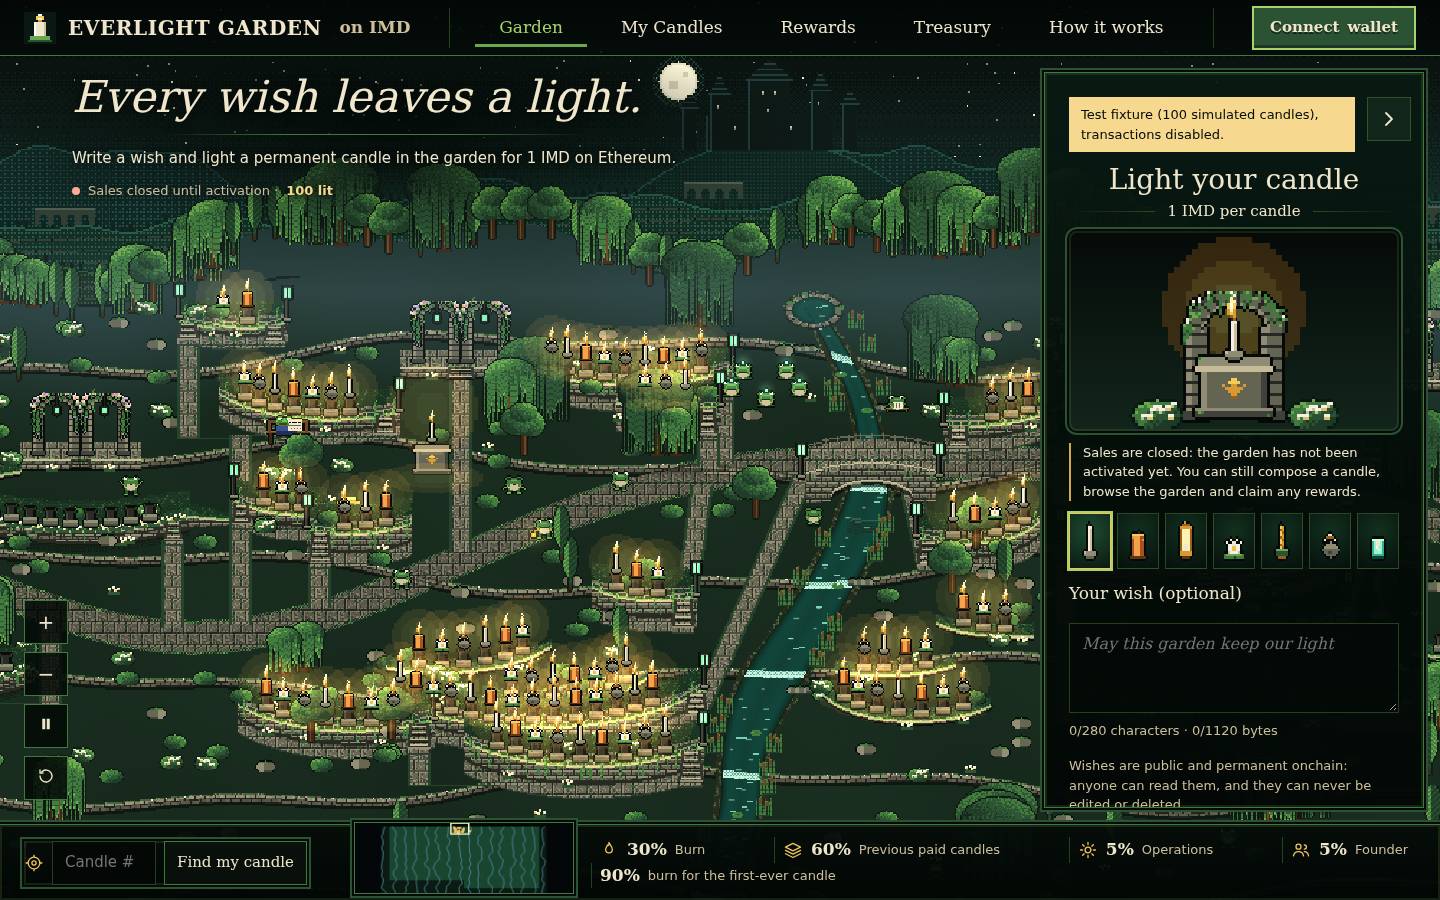 EVERLIGHT GARDEN on IMD
Garden
My Candles
Rewards
Treasury
How it works
Connect wallet
Every wish leaves a light.
Write a wish and light a permanent candle in the garden for 1 IMD on Ethereum.
Sales closed until activation · 100 lit
Test fixture (100 simulated candles),
transactions disabled.
Light your candle
1 IMD per candle
Sales are closed: the garden has not been
activated yet. You can still compose a candle,
browse the garden and claim any rewards.
Your wish (optional)
May this garden keep our light
0/280 characters · 0/1120 bytes
Wishes are public and permanent onchain:
anyone can read them, and they can never be
edited or deleted
Candle #
Find my candle
30% Burn
60% Previous paid candles
5% Operations
5% Founder
90% burn for the first-ever candle